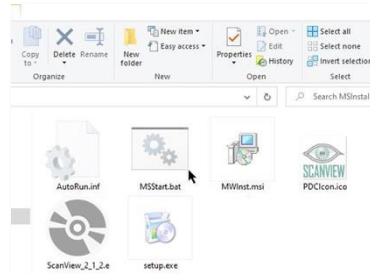 Copy to
Delete
Rename
New folder
New item
Easy access
Properties
Open
Edit
History
Select all
Select none
Invert selection
Organize
New
Open
Select
Search MSInstal
AutoRun.inf
MSStart.bat
MWInst.msi
SCANVIEW
PDCIcon.ico
ScanView_2_1_2.e
setup.exe